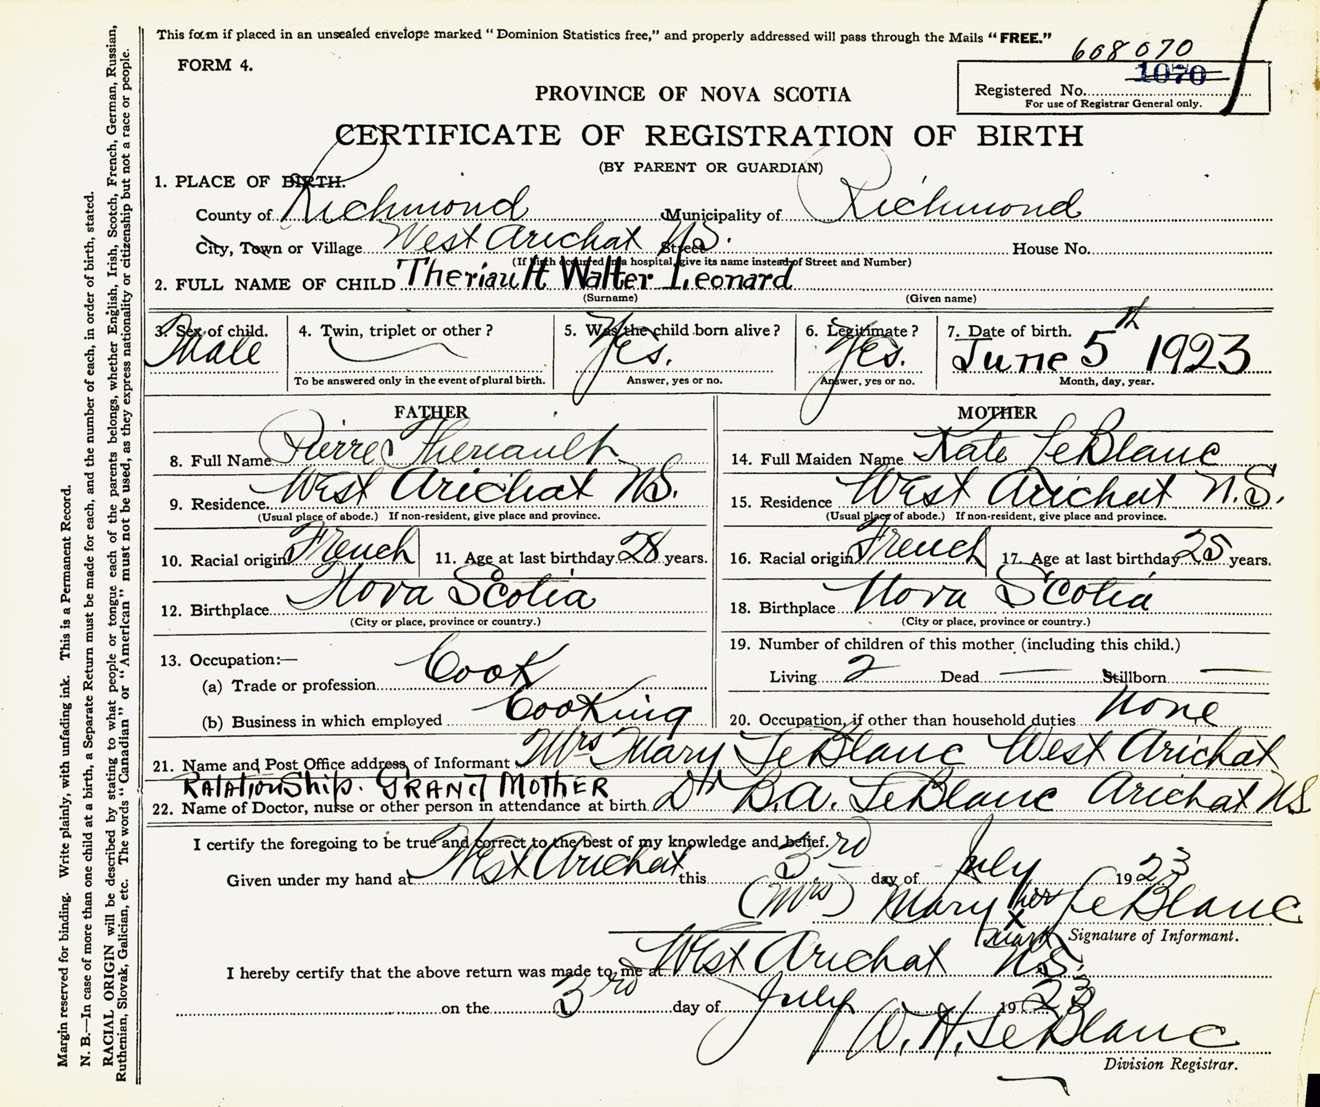 This form if placed in an unsealed envelope marked "Dominion Statistics free," and properly addressed will pass through the Mails "FREE."
608070
FORM 4.
Registered No. 1070
For use of Registrar General only.
PROVINCE OF NOVA SCOTIA
CERTIFICATE OF REGISTRATION OF BIRTH
(BY PARENT OR GUARDIAN)
1. PLACE OF BIRTH.
County of Richmond Municipality of Richmond
City, Town or Village West Arichat N.S. Street House No.
(If birth occurred in a hospital, give its name instead of Street and Number)
2. FULL NAME OF CHILD Theriault Walter Leonard
(Surname) (Given name)
3. Sex of child. 4. Twin, triplet or other? 5. Was the child born alive? 6. Legitimate? 7. Date of birth.
Male Yes. Yes. June 5th 1923
To be answered only in the event of plural birth. Answer, yes or no. Answer, yes or no. Month, day, year.
FATHER MOTHER
8. Full Name Pierre Theriault 14. Full Maiden Name Kate LeBlanc
9. Residence West Arichat N.S. 15. Residence West Arichat N.S.
(Usual place of abode.) If non-resident, give place and province. (Usual place of abode.) If non-resident, give place and province.
10. Racial origin French 11. Age at last birthday 28 years. 16. Racial origin French 17. Age at last birthday 25 years.
12. Birthplace Nova Scotia 18. Birthplace Nova Scotia
(City or place, province or country.) (City or place, province or country.)
13. Occupation:— 19. Number of children of this mother (including this child.)
(a) Trade or profession Cook Living 2 Dead — Stillborn —
(b) Business in which employed Cooking 20. Occupation, if other than household duties None
21. Name and Post Office address, of Informant Mrs Mary LeBlanc West Arichat
Relationship. GRAND MOTHER
22. Name of Doctor, nurse or other person in attendance at birth Dr B.A. LeBlanc Arichat N.S.
I certify the foregoing to be true and correct to the best of my knowledge and belief.
Given under my hand at West Arichat this 3rd day of July 1923
(Mrs) Mary her X mark LeBlanc
Signature of Informant.
I hereby certify that the above return was made to me at West Arichat N.S.
on the 3rd day of July 1923
W. H. LeBlanc
Division Registrar.
Margin reserved for binding. Write plainly, with unfading ink. This is a Permanent Record.
N. B.—In case of more than one child at a birth, a Separate Return must be made for each, and the number of each, in order of birth, stated.
RACIAL ORIGIN will be described by stating to what people or tongue each of the parents belongs, whether English, Irish, Scotch, French, German, Russian,
Ruthenian, Slovak, Galician, etc. The words "Canadian" or "American" must not be used, as they express nationality or citizenship but not a race or people.